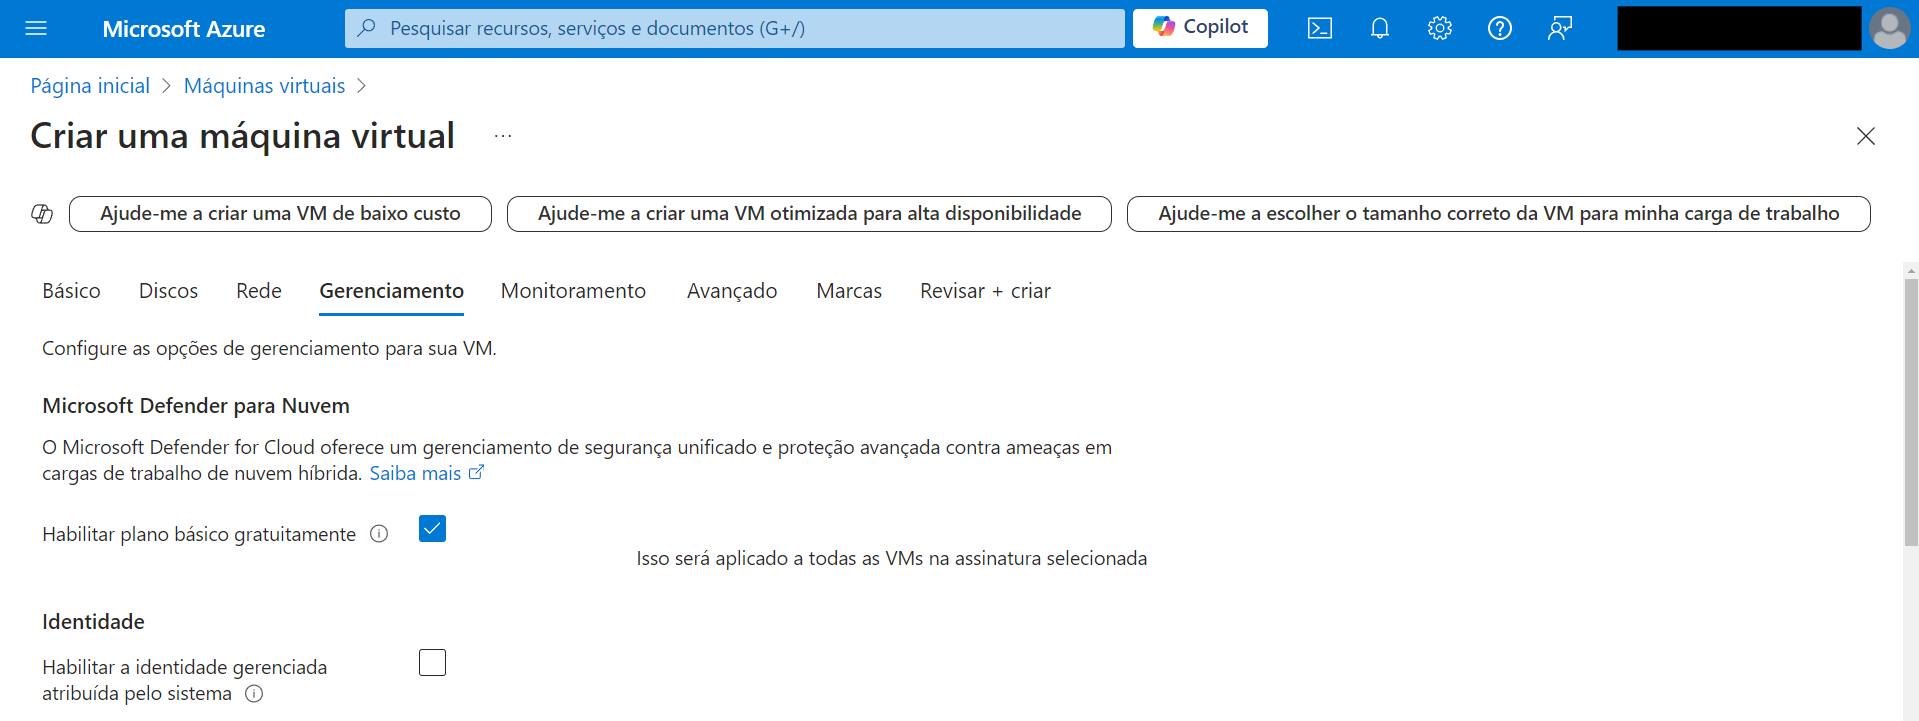 Microsoft Azure
Pesquisar recursos, serviços e documentos (G+/)
Copilot
Página inicial > Máquinas virtuais >
Criar uma máquina virtual ...
Ajude-me a criar uma VM de baixo custo
Ajude-me a criar uma VM otimizada para alta disponibilidade
Ajude-me a escolher o tamanho correto da VM para minha carga de trabalho
Básico Discos Rede Gerenciamento Monitoramento Avançado Marcas Revisar + criar
Configure as opções de gerenciamento para sua VM.
Microsoft Defender para Nuvem
O Microsoft Defender for Cloud oferece um gerenciamento de segurança unificado e proteção avançada contra ameaças em
cargas de trabalho de nuvem híbrida. Saiba mais
Habilitar plano básico gratuitamente
Isso será aplicado a todas as VMs na assinatura selecionada
Identidade
Habilitar a identidade gerenciada
atribuída pelo sistema